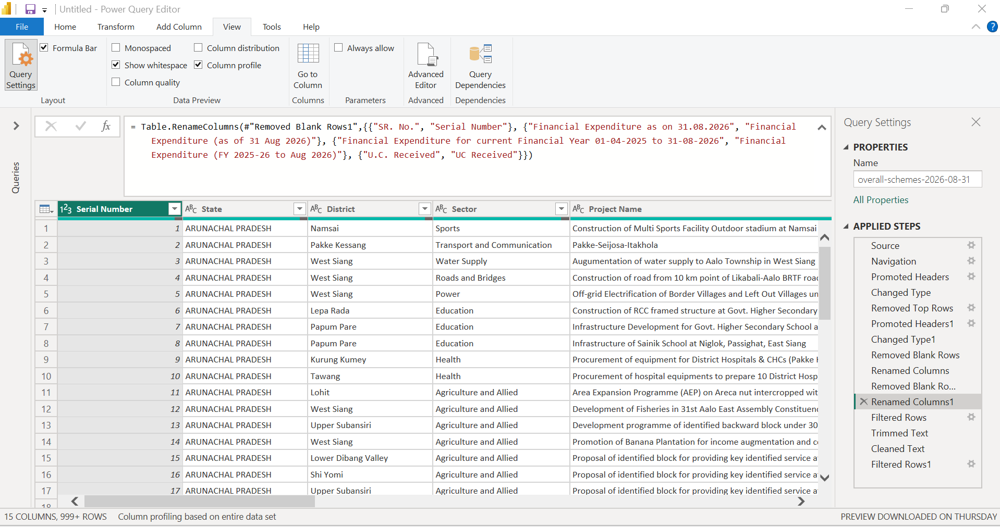 Untitled - Power Query Editor
File Home Transform Add Column View Tools Help
Query Settings
Formula Bar
Layout
Monospaced
Show whitespace
Column quality
Column distribution
Column profile
Data Preview
Go to Column
Columns
Always allow
Parameters
Advanced Editor
Advanced
Query Dependencies
Dependencies
Queries
fx
= Table.RenameColumns(#"Removed Blank Rows1",{{"SR. No.", "Serial Number"}, {"Financial Expenditure as on 31.08.2026", "Financial
Expenditure (as of 31 Aug 2026)"}, {"Financial Expenditure for current Financial Year 01-04-2025 to 31-08-2026", "Financial
Expenditure (FY 2025-26 to Aug 2026)"}, {"U.C. Received", "UC Received"}})
123 Serial Number ABC State ABC District ABC Sector ABC Project Name
1 1 ARUNACHAL PRADESH Namsai Sports Construction of Multi Sports Facility Outdoor stadium at Namsai
2 2 ARUNACHAL PRADESH Pakke Kessang Transport and Communication Pakke-Seijosa-Itakhola
3 3 ARUNACHAL PRADESH West Siang Water Supply Augumentation of water supply to Aalo Township in West Siang
4 4 ARUNACHAL PRADESH West Siang Roads and Bridges Construction of road from 10 km point of Likabali-Aalo BRTF road
5 5 ARUNACHAL PRADESH West Siang Power Off-grid Electrification of Border Villages and Left Out Villages un
6 6 ARUNACHAL PRADESH Lepa Rada Education Construction of RCC framed structure at Govt. Higher Secondary
7 7 ARUNACHAL PRADESH Papum Pare Education Infrastructure Development for Govt. Higher Secondary School a
8 8 ARUNACHAL PRADESH Papum Pare Education Infrastructure of Sainik School at Niglok, Passighat, East Siang
9 9 ARUNACHAL PRADESH Kurung Kumey Health Procurement of equipment for District Hospitals & CHCs (Pakke
10 10 ARUNACHAL PRADESH Tawang Health Procurement of hospital equipments to prepare 10 District Hosp
11 11 ARUNACHAL PRADESH Lohit Agriculture and Allied Area Expansion Programme (AEP) on Areca nut intercropped wit
12 12 ARUNACHAL PRADESH West Siang Agriculture and Allied Development of Fisheries in 31st Aalo East Assembly Constituen
13 13 ARUNACHAL PRADESH Upper Subansiri Agriculture and Allied Development programme of identified backward block under 30
14 14 ARUNACHAL PRADESH West Siang Agriculture and Allied Promotion of Banana Plantation for income augmentation and c
15 15 ARUNACHAL PRADESH Lower Dibang Valley Agriculture and Allied Proposal of identified block for providing key identified service a
16 16 ARUNACHAL PRADESH Shi Yomi Agriculture and Allied Proposal of identified block for providing key identified service a
17 17 ARUNACHAL PRADESH Upper Subansiri Agriculture and Allied Proposal of identified block for providing key identified service a
18
Query Settings
PROPERTIES
Name
overall-schemes-2026-08-31
All Properties
APPLIED STEPS
Source
Navigation
Promoted Headers
Changed Type
Removed Top Rows
Promoted Headers1
Changed Type1
Removed Blank Rows
Renamed Columns
Removed Blank Ro...
Renamed Columns1
Filtered Rows
Trimmed Text
Cleaned Text
Filtered Rows1
15 COLUMNS, 999+ ROWS Column profiling based on entire data set PREVIEW DOWNLOADED ON THURSDAY